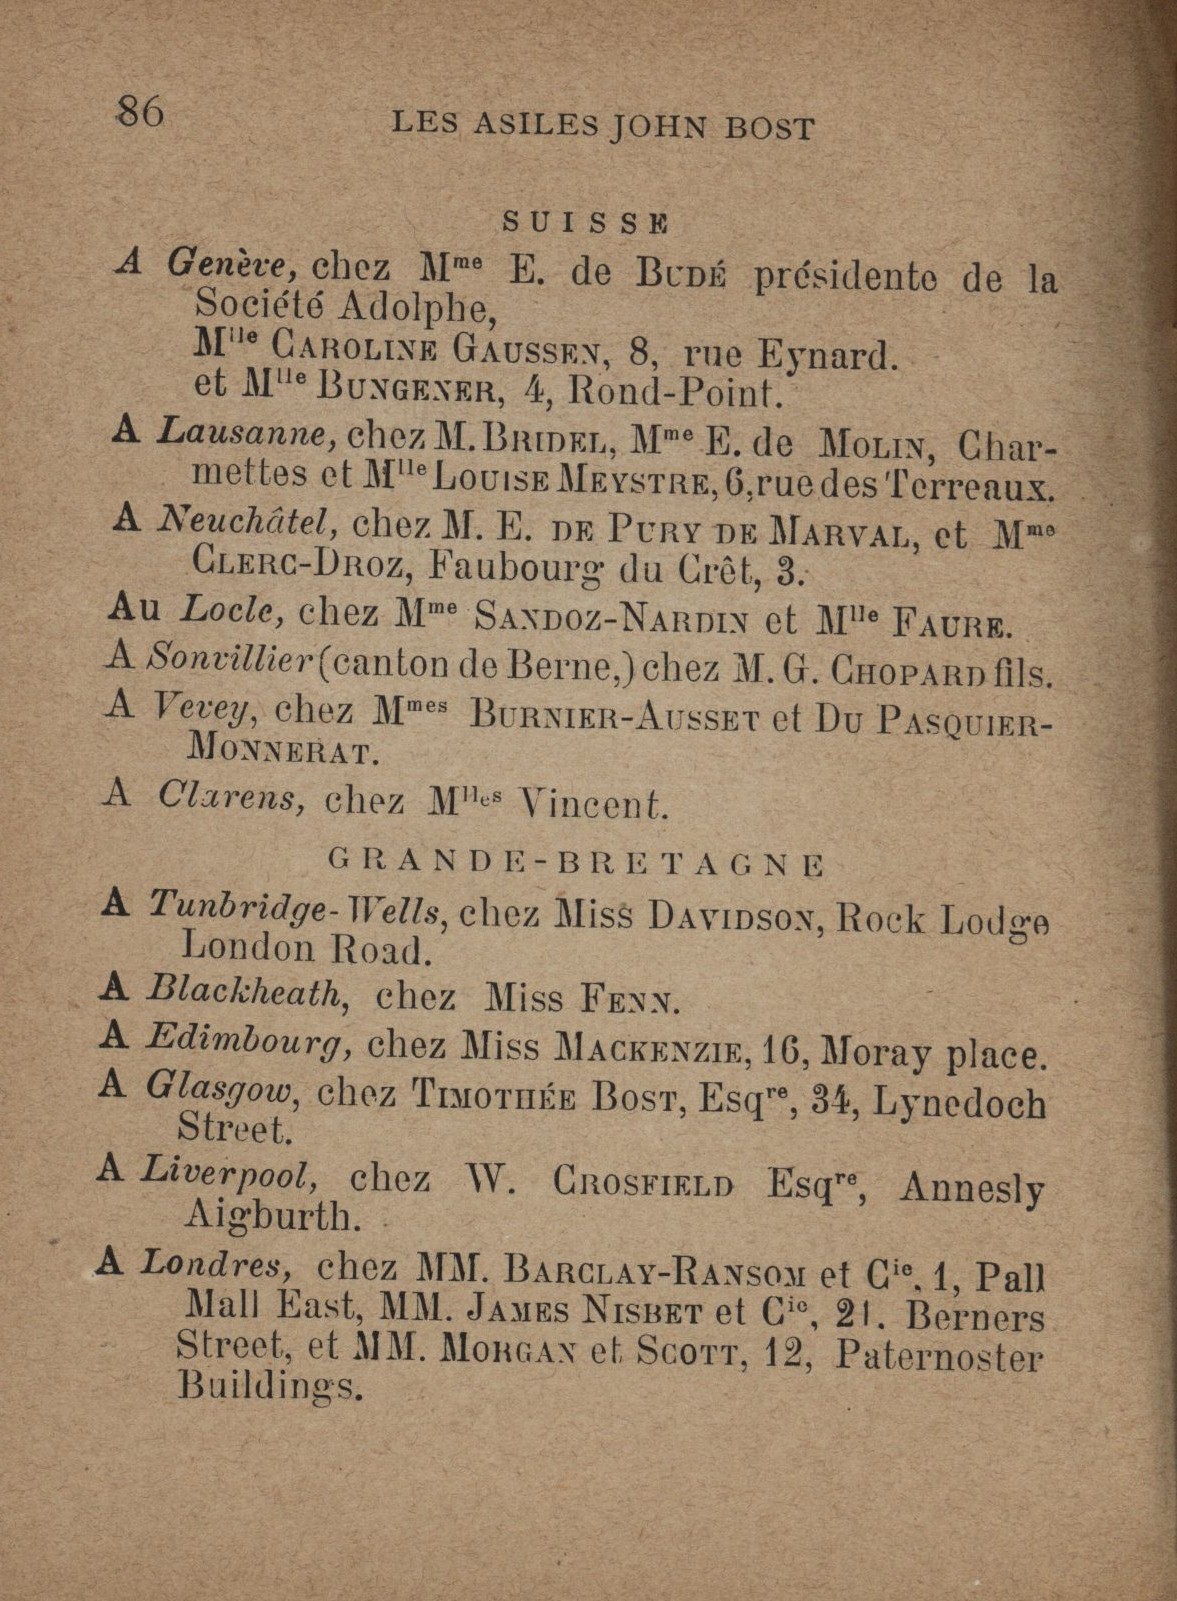 86
LES ASILES JOHN BOST
SUISSE
A Genève, chez Mme E. de BUDÉ présidente de la
Société Adolphe,
Mlle CAROLINE GAUSSEN, 8, rue Eynard.
et Mlle BUNGENER, 4, Rond-Point.
A Lausanne, chez M. BRIDEL, Mme E. de MOLIN, Char-
mettes et Mlle LOUISE MEYSTRE, 6, rue des Terreaux.
A Neuchâtel, chez M. E. DE PURY DE MARVAL, et Mme
CLERC-DROZ, Faubourg du Crêt, 3.
Au Locle, chez Mme SANDOZ-NARDIN et Mlle FAURE.
A Sonvillier (canton de Berne,) chez M. G. CHOPARD fils.
A Vevey, chez Mmes BURNIER-AUSSET et DU PASQUIER-
MONNERAT.
A Clarens, chez Mlles Vincent.
GRANDE-BRETAGNE
A Tunbridge-Wells, chez Miss DAVIDSON, Rock Lodge
London Road.
A Blackheath, chez Miss FENN.
A Edimbourg, chez Miss MACKENZIE, 16, Moray place.
A Glasgow, chez TIMOTHÉE BOST, Esqre, 34, Lynedoch
Street.
A Liverpool, chez W. CROSFIELD Esqre, Annesly
Aigburth.
A Londres, chez MM. BARCLAY-RANSOM et Cie. 1, Pall
Mall East, MM. JAMES NISBET et Cie, 21. Berners
Street, et MM. MORGAN et SCOTT, 12, Paternoster
Buildings.